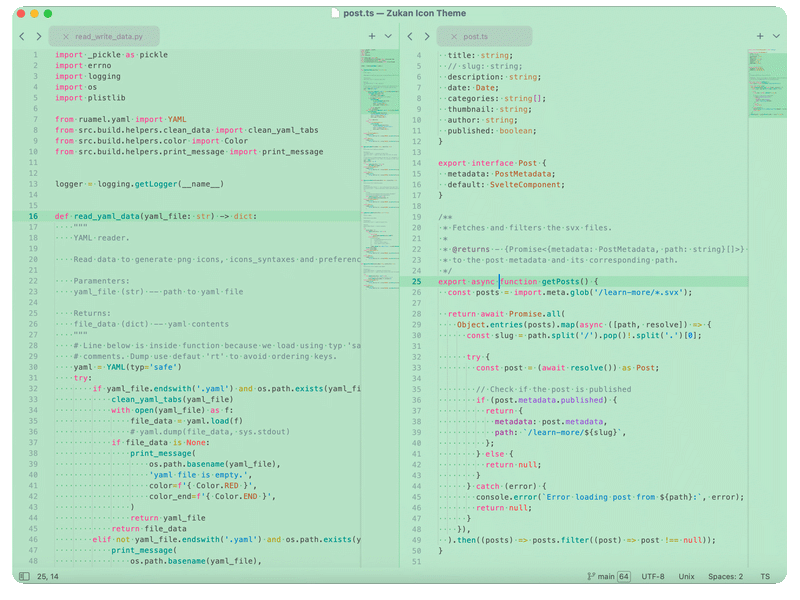 post.ts — Zukan Icon Theme
read_write_data.py
1 import _pickle as pickle
2 import errno
3 import logging
4 import os
5 import plistlib
6
7 from ruamel.yaml import YAML
8 from src.build.helpers.clean_data import clean_yaml_tabs
9 from src.build.helpers.color import Color
10 from src.build.helpers.print_message import print_message
11
12
13 logger = logging.getLogger(__name__)
14
15
16 def read_yaml_data(yaml_file: str) -> dict:
17 """
18 YAML reader.
19
20 Read data to generate png icons, icons_syntaxes and preferenc
21
22 Paramenters:
23 yaml_file (str) -- path to yaml file
24
25 Returns:
26 file_data (dict) -- yaml contents
27 """
28 # Line below is inside function because we load using typ 'sa
29 # comments. Dump use defaut 'rt' to avoid ordering keys.
30 yaml = YAML(typ='safe')
31 try:
32 if yaml_file.endswith('.yaml') and os.path.exists(yaml_fi
33 clean_yaml_tabs(yaml_file)
34 with open(yaml_file) as f:
35 file_data = yaml.load(f)
36 # yaml.dump(file_data, sys.stdout)
37 if file_data is None:
38 print_message(
39 os.path.basename(yaml_file),
40 'yaml file is empty.',
41 color=f'{ Color.RED }',
42 color_end=f'{ Color.END }',
43 )
44 return yaml_file
45 return file_data
46 elif not yaml_file.endswith('.yaml') and os.path.exists(y
47 print_message(
48 os.path.basename(yaml_file),
post.ts
4 title: string;
5 // slug: string;
6 description: string;
7 date: Date;
8 categories: string[];
9 thumbnail: string;
10 author: string;
11 published: boolean;
12 }
13
14 export interface Post {
15 metadata: PostMetadata;
16 default: SvelteComponent;
17 }
18
19 /**
20 * Fetches and filters the svx files.
21 *
22 * @returns - {Promise<{metadata: PostMetadata, path: string}[]>}
23 * to the post metadata and its corresponding path.
24 */
25 export async function getPosts() {
26 const posts = import.meta.glob('/learn-more/*.svx');
27
28 return await Promise.all(
29 Object.entries(posts).map(async ([path, resolve]) => {
30 const slug = path.split('/').pop()!.split('.')[0];
31
32 try {
33 const post = (await resolve()) as Post;
34
35 // Check if the post is published
36 if (post.metadata.published) {
37 return {
38 metadata: post.metadata,
39 path: `/learn-more/${slug}`,
40 };
41 } else {
42 return null;
43 }
44 } catch (error) {
45 console.error(`Error loading post from ${path}:`, error);
46 return null;
47 }
48 }),
49 ).then((posts) => posts.filter((post) => post !== null));
50 }
51
25, 14
main 64
UTF-8
Unix
Spaces: 2
TS